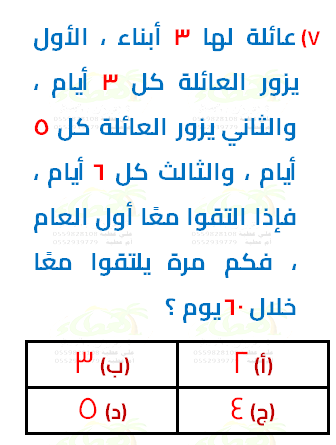 ٧) عائلة لها ٣ أبناء ، الأول
يزور العائلة كل ٣ أيام ،
والثاني يزور العائلة كل ٥
أيام ، والثالث كل ٦ أيام ،
فإذا التقوا معًا أول العام
، فكم مرة يلتقوا معًا
خلال ٦٠ يوم ؟
(أ) ٢ (ب) ٣
(ج) ٤ (د) ٥